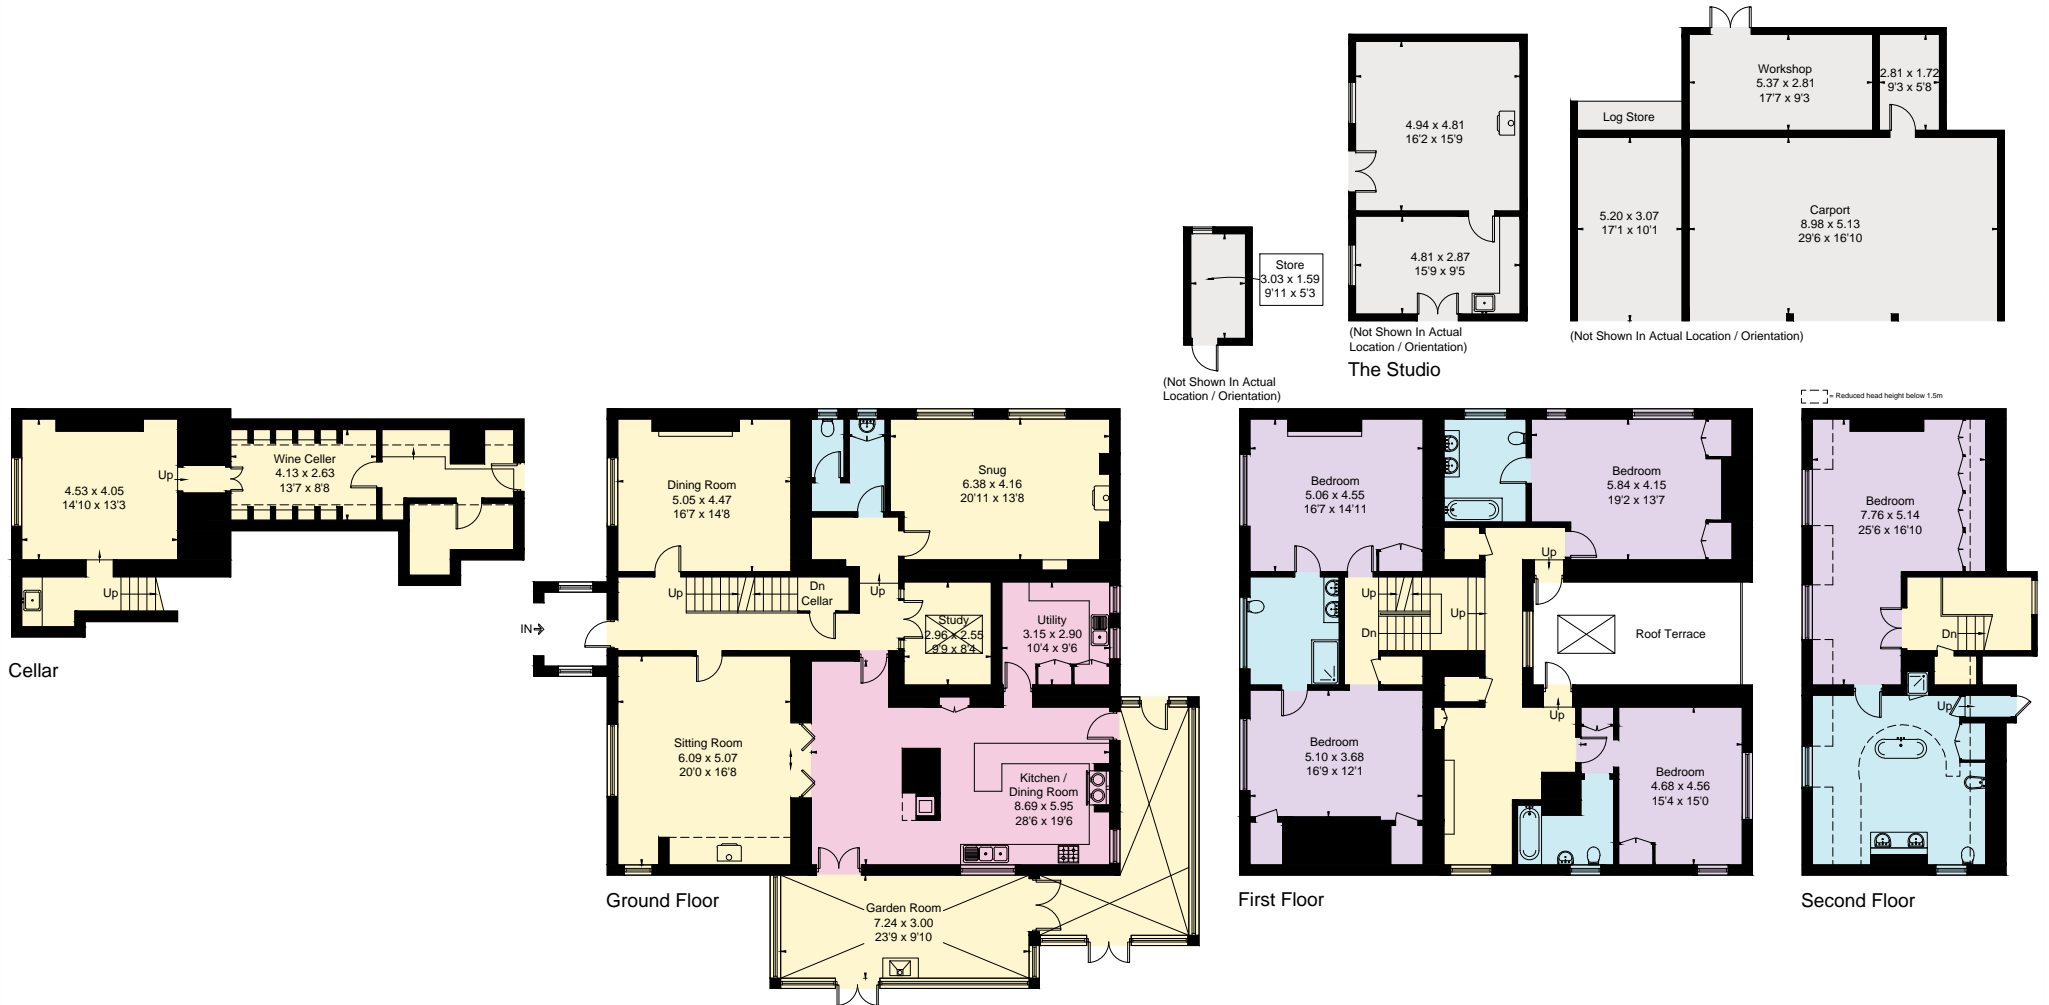 Workshop
5.37 x 2.81
17'7 x 9'3
2.81 x 1.72
9'3 x 5'8
Log Store
4.94 x 4.81
16'2 x 15'9
5.20 x 3.07
17'1 x 10'1
Carport
8.98 x 5.13
29'6 x 16'10
4.81 x 2.87
15'9 x 9'5
Store
3.03 x 1.59
9'11 x 5'3
(Not Shown In Actual
Location / Orientation)
The Studio
(Not Shown In Actual Location / Orientation)
(Not Shown In Actual
Location / Orientation)
4.53 x 4.05
14'10 x 13'3
Up
Wine Celler
4.13 x 2.63
13'7 x 8'8
Up
Cellar
Dining Room
5.05 x 4.47
16'7 x 14'8
Snug
6.38 x 4.16
20'11 x 13'8
Up
Dn
Cellar
Up
IN
Study
2.96 x 2.55
9'9 x 8'4
Utility
3.15 x 2.90
10'4 x 9'6
Sitting Room
6.09 x 5.07
20'0 x 16'8
Kitchen /
Dining Room
8.69 x 5.95
28'6 x 19'6
Garden Room
7.24 x 3.00
23'9 x 9'10
Ground Floor
Bedroom
5.06 x 4.55
16'7 x 14'11
Bedroom
5.84 x 4.15
19'2 x 13'7
Up
Up
Up
Dn
Roof Terrace
Up
Bedroom
5.10 x 3.68
16'9 x 12'1
Bedroom
4.68 x 4.56
15'4 x 15'0
First Floor
= Reduced head height below 1.5m
Bedroom
7.76 x 5.14
25'6 x 16'10
Dn
Up
Second Floor